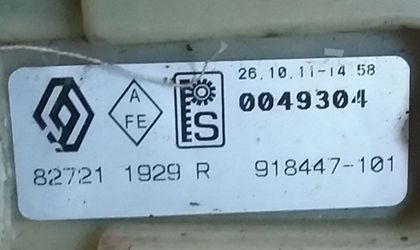 26.10.11-14 58
A
FE
S
0049304
82721 1929 R 918447-101